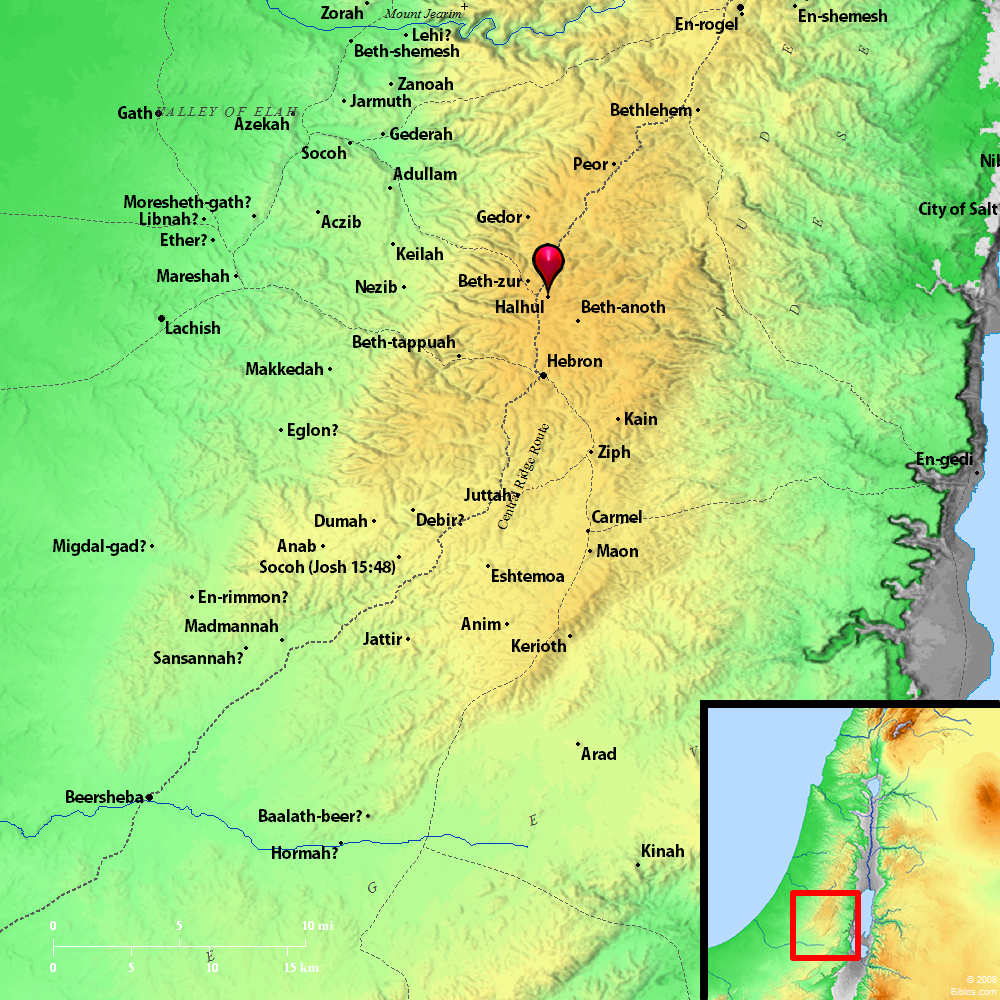 Zorah
Mount Jearim
En-rogel
En-shemesh
Lehi?
Beth-shemesh
Zanoah
Jarmuth
Gath
VALLEY OF ELAH
Azekah
Gederah
Bethlehem
Socoh
Peor
Nib
Adullam
Moresheth-gath?
Libnah?
Aczib
Gedor
City of Salt
Ether?
Keilah
Mareshah
Nezib
Beth-zur
Halhul
Beth-anoth
Lachish
Beth-tappuah
Makkedah
Hebron
Eglon?
Kain
Central Ridge Route
Ziph
En-gedi
Juttah
Dumah
Debir?
Carmel
Migdal-gad?
Anab
Maon
Socoh (Josh 15:48)
Eshtemoa
En-rimmon?
Madmannah
Jattir
Anim
Kerioth
Sansannah?
Arad
Beersheba
Baalath-beer?
Hormah?
Kinah
J U D E
D E S E
N E G E V
0 5 10 mi
0 5 10 15 km
© 2008
Biblos.com